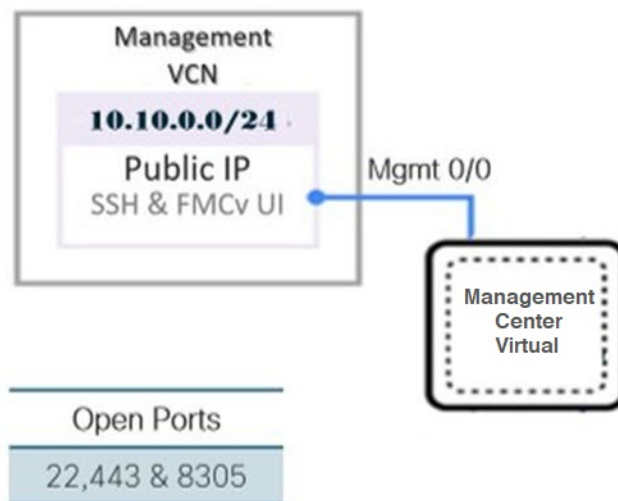 Management
VCN
10.10.0.0/24
Public IP
SSH & FMCv UI
Mgmt 0/0
Management
Center
Virtual
Open Ports
22,443 & 8305